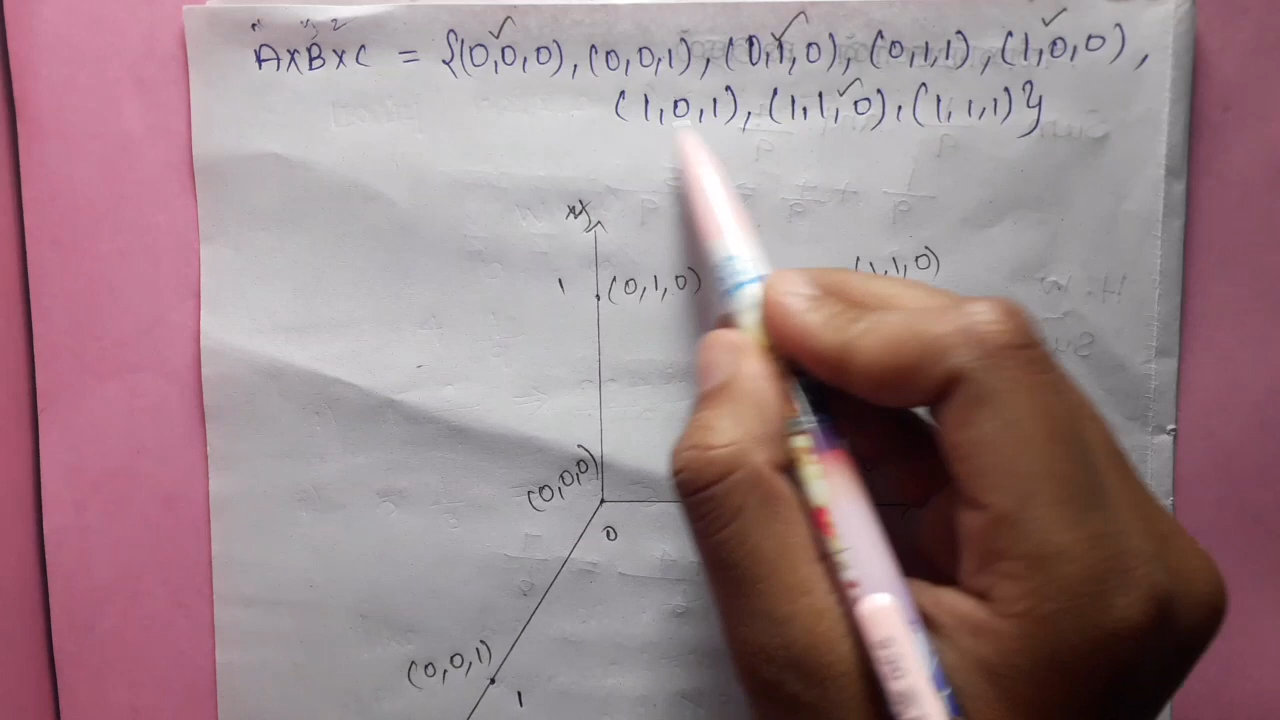 x y z
A×B×C = {(0,0,0), (0,0,1), (0,1,0), (0,1,1), (1,0,0),
(1,0,1), (1,1,0), (1,1,1)}
y
1 (0,1,0) (1,1,0)
(0,0,0)
0
(0,0,1)
1